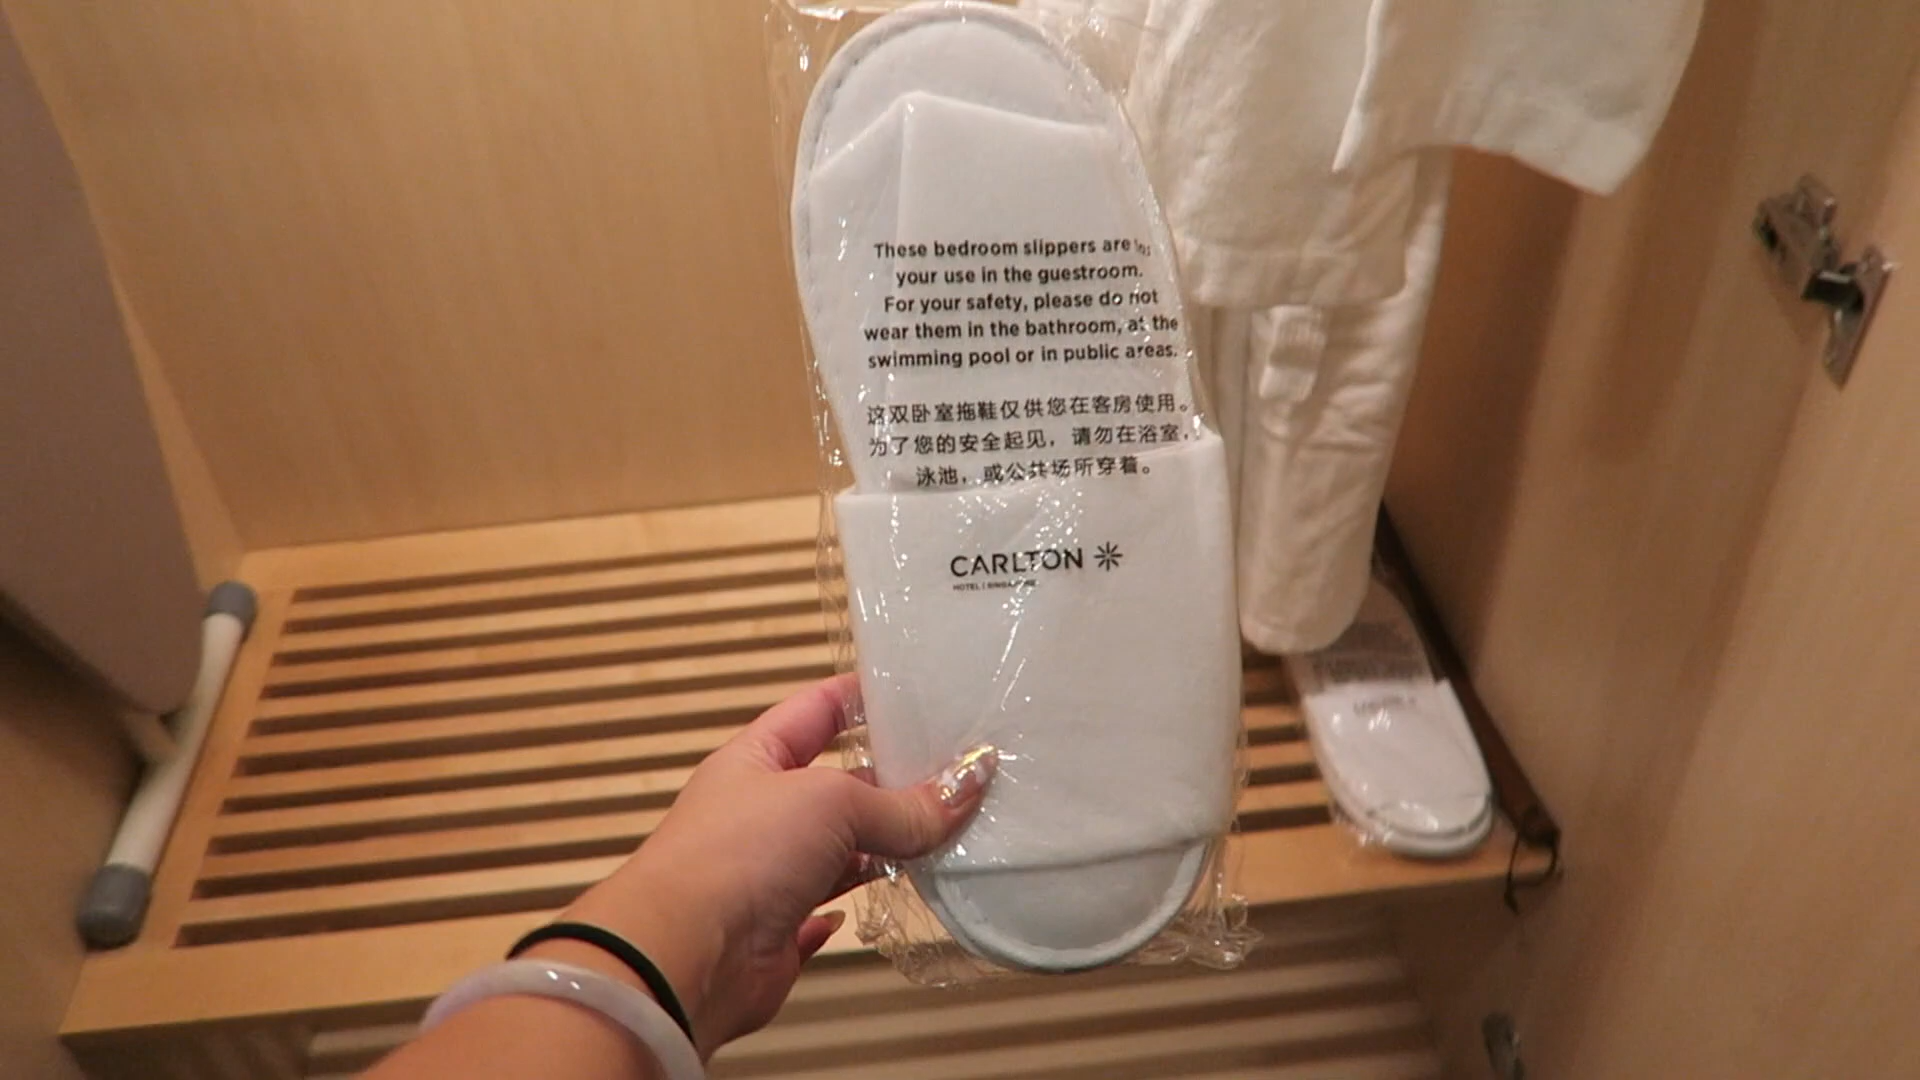 These bedroom slippers are for
your use in the guestroom.
For your safety, please do not
wear them in the bathroom, at the
swimming pool or in public areas.
这双卧室拖鞋仅供您在客房使用。
为了您的安全起见，请勿在浴室，
泳池，或公共场所穿着。
CARLTON
HOTEL | SINGAPORE